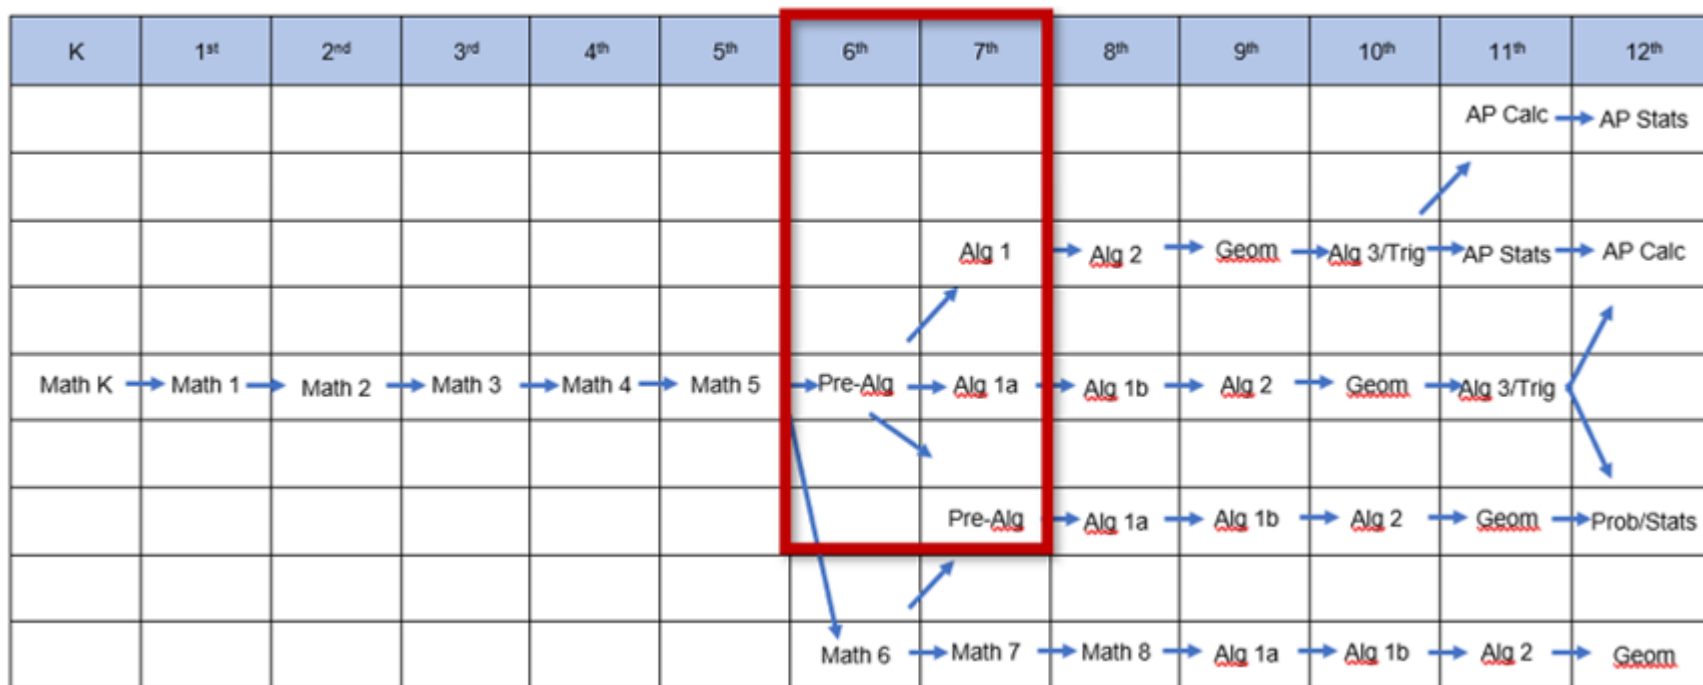 K 1st 2nd 3rd 4th 5th 6th 7th 8th 9th 10th 11th 12th
AP Calc AP Stats
Alg 1 Alg 2 Geom Alg 3/Trig AP Stats AP Calc
Math K Math 1 Math 2 Math 3 Math 4 Math 5 Pre-Alg Alg 1a Alg 1b Alg 2 Geom Alg 3/Trig
Pre-Alg Alg 1a Alg 1b Alg 2 Geom Prob/Stats
Math 6 Math 7 Math 8 Alg 1a Alg 1b Alg 2 Geom